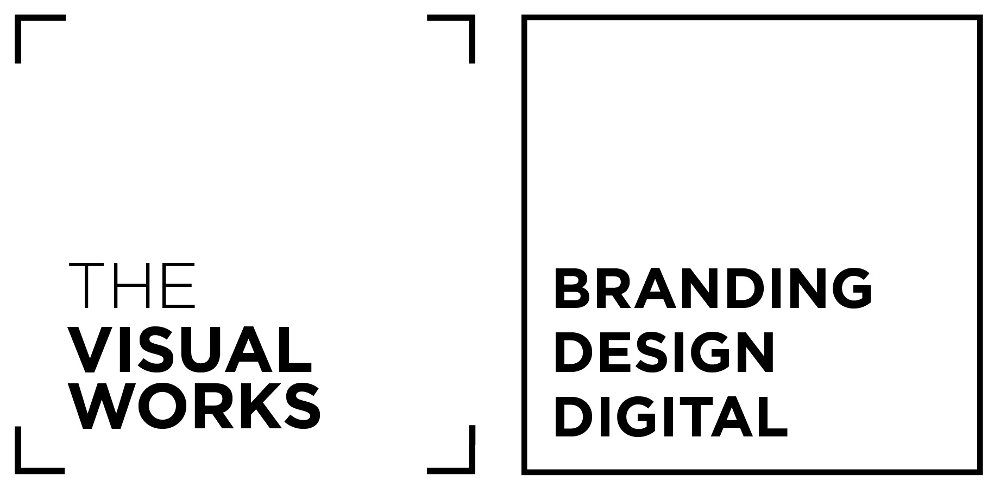 THE
VISUAL
WORKS
BRANDING
DESIGN
DIGITAL